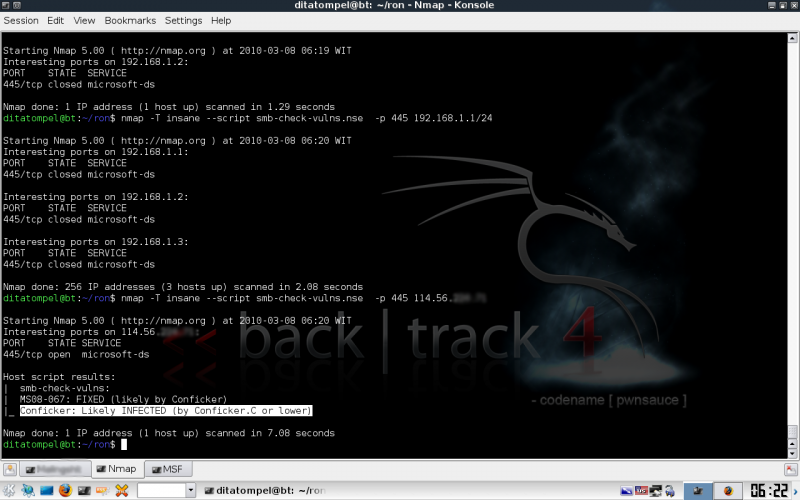 ditatompel@bt: ~/ron - Nmap - Konsole
Session Edit View Bookmarks Settings Help
Starting Nmap 5.00 ( http://nmap.org ) at 2010-03-08 06:19 WIT
Interesting ports on 192.168.1.2:
PORT    STATE  SERVICE
445/tcp closed microsoft-ds
Nmap done: 1 IP address (1 host up) scanned in 1.29 seconds
ditatompel@bt:~/ron$ nmap -T insane --script smb-check-vulns.nse  -p 445 192.168.1.1/24
Starting Nmap 5.00 ( http://nmap.org ) at 2010-03-08 06:20 WIT
Interesting ports on 192.168.1.1:
PORT    STATE  SERVICE
445/tcp closed microsoft-ds
Interesting ports on 192.168.1.2:
PORT    STATE  SERVICE
445/tcp closed microsoft-ds
Interesting ports on 192.168.1.3:
PORT    STATE  SERVICE
445/tcp closed microsoft-ds
Nmap done: 256 IP addresses (3 hosts up) scanned in 2.08 seconds
ditatompel@bt:~/ron$ nmap -T insane --script smb-check-vulns.nse  -p 445 114.56.
Starting Nmap 5.00 ( http://nmap.org ) at 2010-03-08 06:20 WIT
Interesting ports on 114.56.:
PORT    STATE SERVICE
445/tcp open  microsoft-ds
Host script results:
|  smb-check-vulns:
|  MS08-067: FIXED (likely by Conficker)
|_ Conficker: Likely INFECTED (by Conficker.C or lower)
Nmap done: 1 IP address (1 host up) scanned in 7.08 seconds
ditatompel@bt:~/ron$
<< back | track 4
- codename [ pwnsauce ]
Nmap MSF
ditatompel@bt: ~/ron
06:22